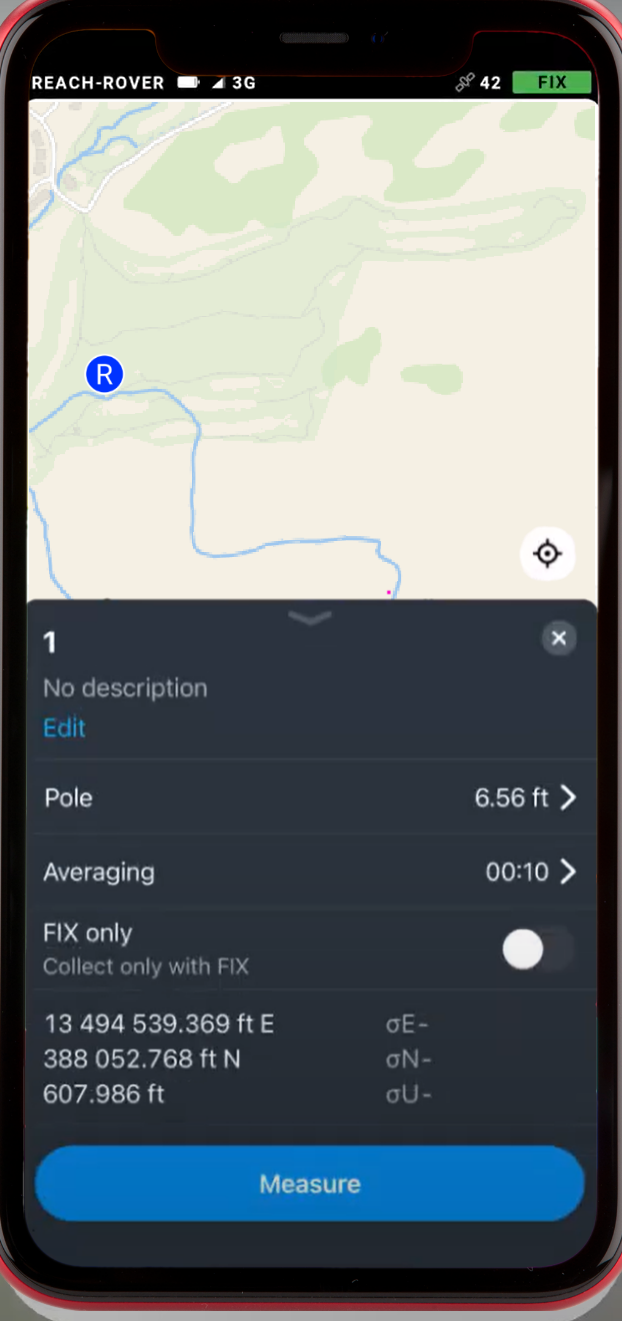 REACH-ROVER 3G 42 FIX
R
1
No description
Edit
Pole 6.56 ft
Averaging 00:10
FIX only
Collect only with FIX
13 494 539.369 ft E σE-
388 052.768 ft N σN-
607.986 ft σU-
Measure